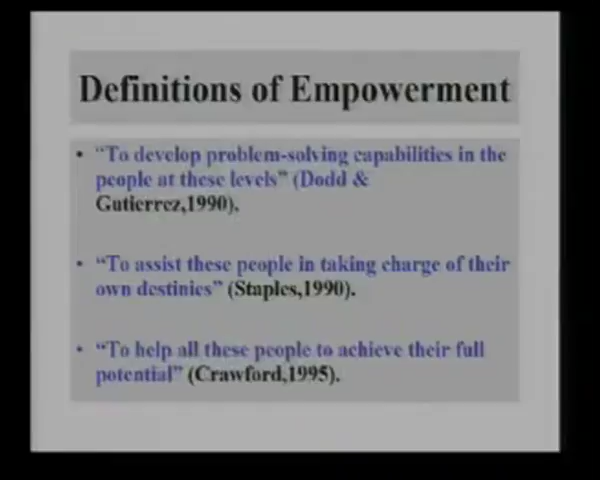 Definitions of Empowerment
• “To develop problem-solving capabilities in the
people at these levels” (Dodd &
Gutierrez,1990).
• “To assist these people in taking charge of their
own destinies” (Staples,1990).
• “To help all these people to achieve their full
potential” (Crawford,1995).